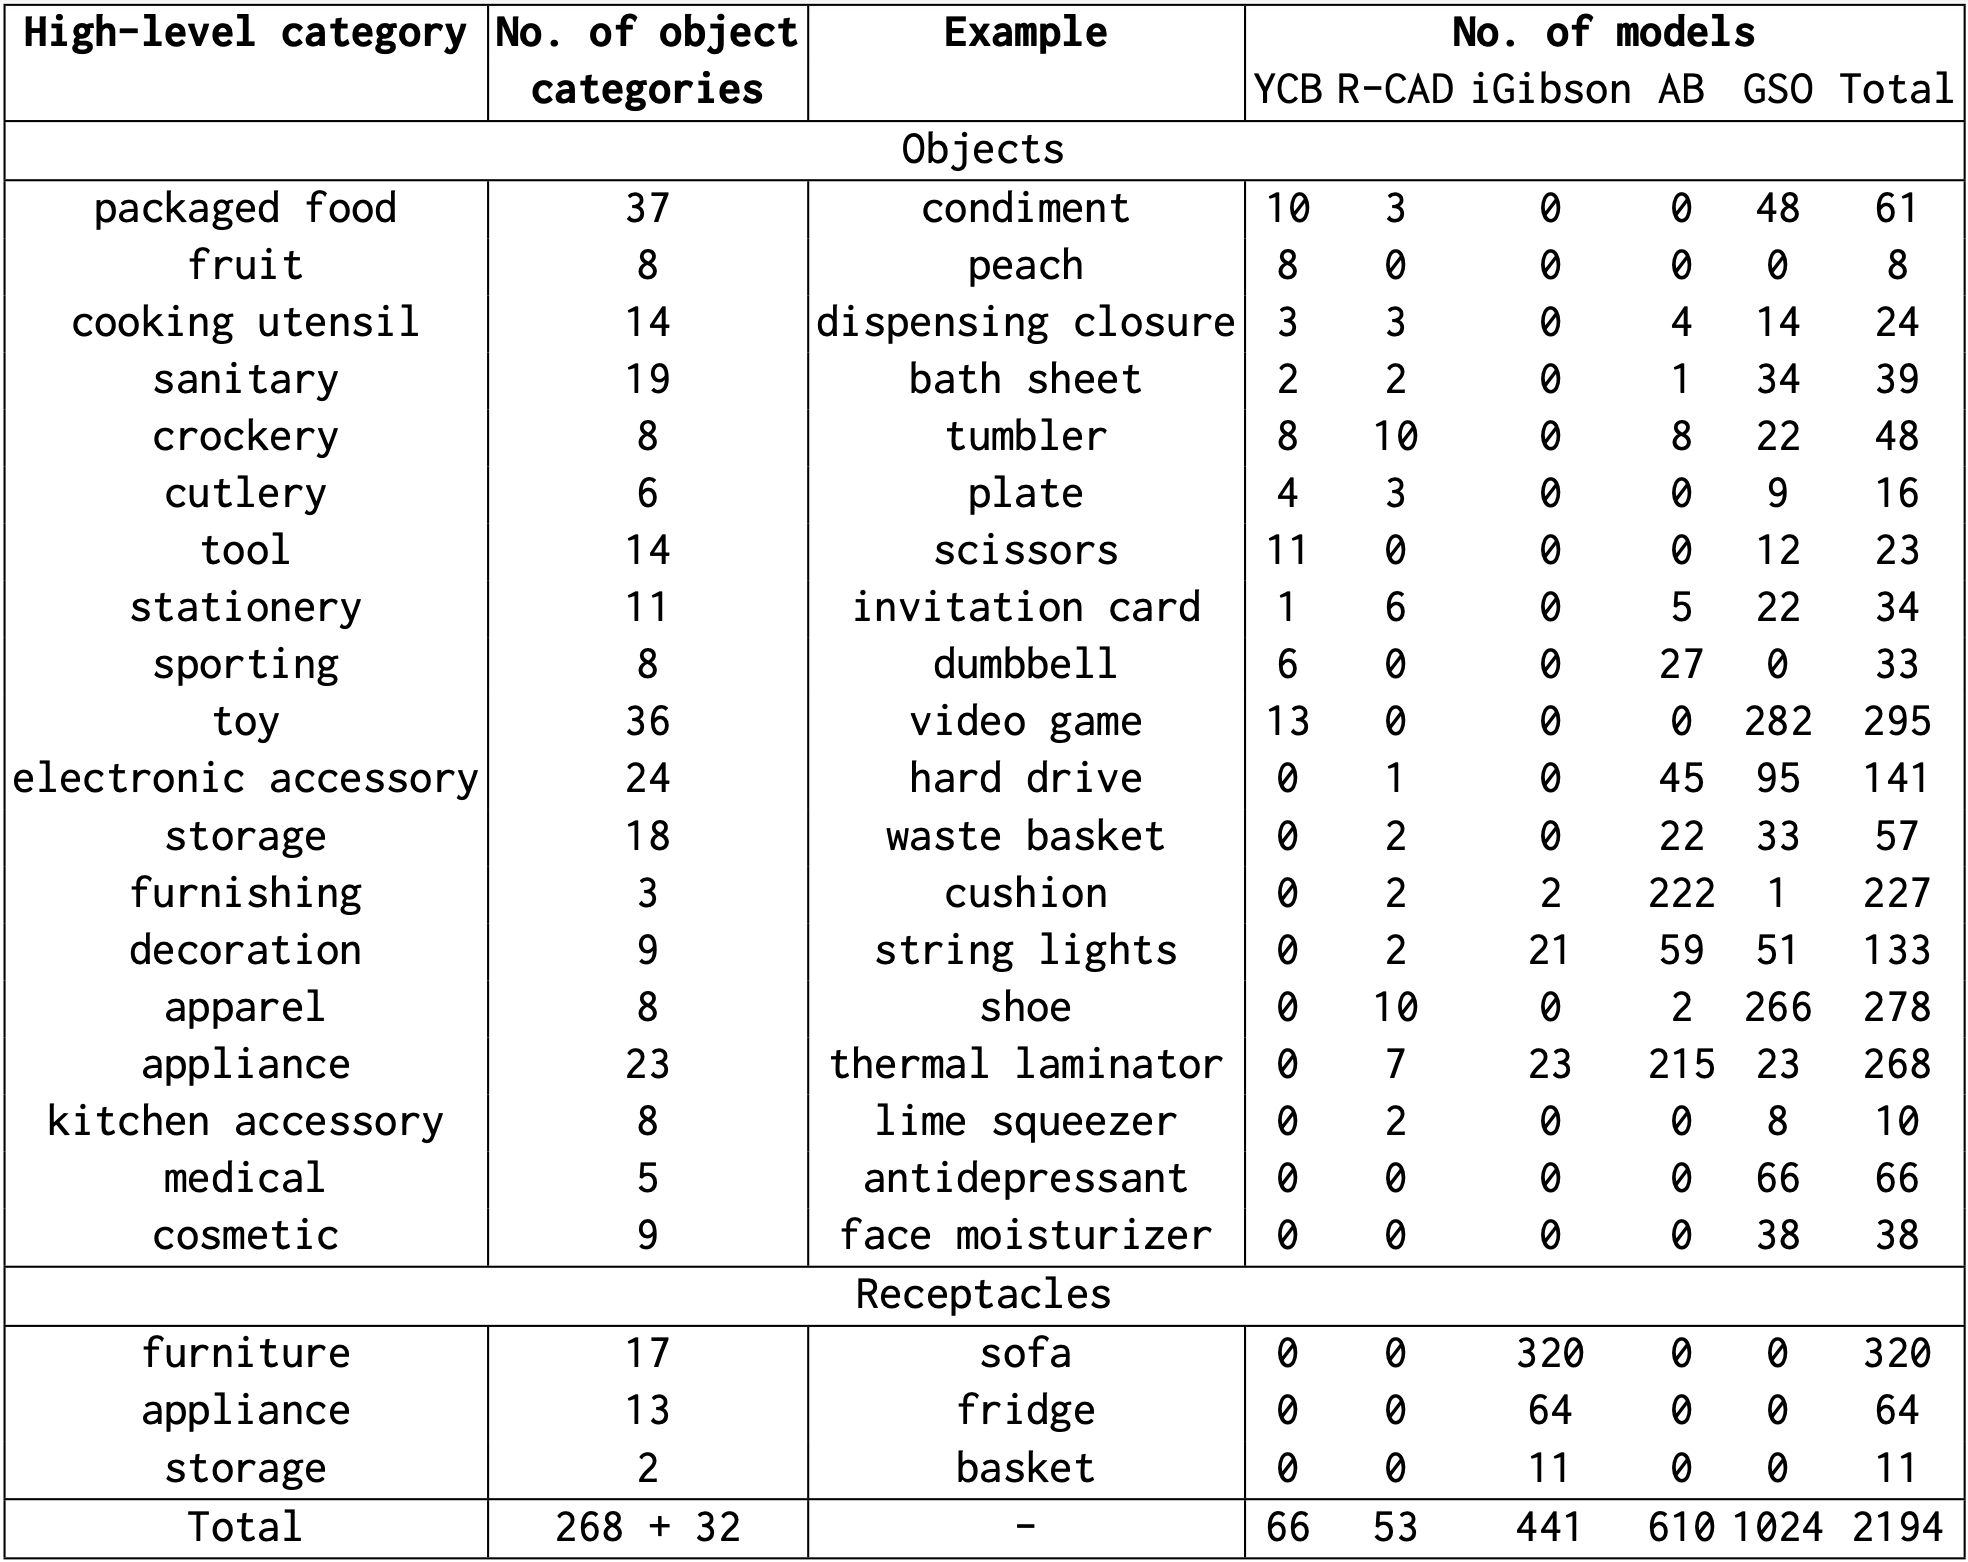 High-level category No. of object Example No. of models
categories YCB R-CAD iGibson AB GSO Total
Objects
packaged food 37 condiment 10 3 0 0 48 61
fruit 8 peach 8 0 0 0 0 8
cooking utensil 14 dispensing closure 3 3 0 4 14 24
sanitary 19 bath sheet 2 2 0 1 34 39
crockery 8 tumbler 8 10 0 8 22 48
cutlery 6 plate 4 3 0 0 9 16
tool 14 scissors 11 0 0 0 12 23
stationery 11 invitation card 1 6 0 5 22 34
sporting 8 dumbbell 6 0 0 27 0 33
toy 36 video game 13 0 0 0 282 295
electronic accessory 24 hard drive 0 1 0 45 95 141
storage 18 waste basket 0 2 0 22 33 57
furnishing 3 cushion 0 2 2 222 1 227
decoration 9 string lights 0 2 21 59 51 133
apparel 8 shoe 0 10 0 2 266 278
appliance 23 thermal laminator 0 7 23 215 23 268
kitchen accessory 8 lime squeezer 0 2 0 0 8 10
medical 5 antidepressant 0 0 0 0 66 66
cosmetic 9 face moisturizer 0 0 0 0 38 38
Receptacles
furniture 17 sofa 0 0 320 0 0 320
appliance 13 fridge 0 0 64 0 0 64
storage 2 basket 0 0 11 0 0 11
Total 268 + 32 - 66 53 441 610 1024 2194